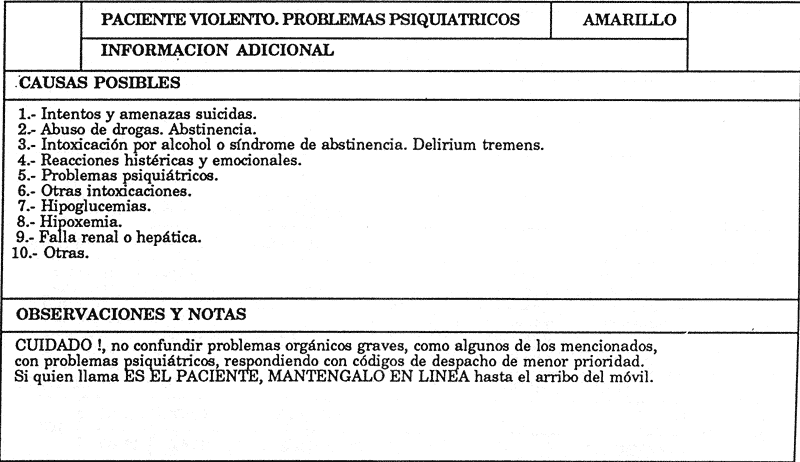 PACIENTE VIOLENTO. PROBLEMAS PSIQUIATRICOS AMARILLO
INFORMACION ADICIONAL
CAUSAS POSIBLES
1.- Intentos y amenazas suicidas.
2.- Abuso de drogas. Abstinencia.
3.- Intoxicación por alcohol o síndrome de abstinencia. Delirium tremens.
4.- Reacciones histéricas y emocionales.
5.- Problemas psiquiátricos.
6.- Otras intoxicaciones.
7.- Hipoglucemias.
8.- Hipoxemia.
9.- Falla renal o hepática.
10.- Otras.
OBSERVACIONES Y NOTAS
CUIDADO !, no confundir problemas orgánicos graves, como algunos de los mencionados,
con problemas psiquiátricos, respondiendo con códigos de despacho de menor prioridad.
Si quien llama ES EL PACIENTE, MANTENGALO EN LINEA hasta el arribo del móvil.